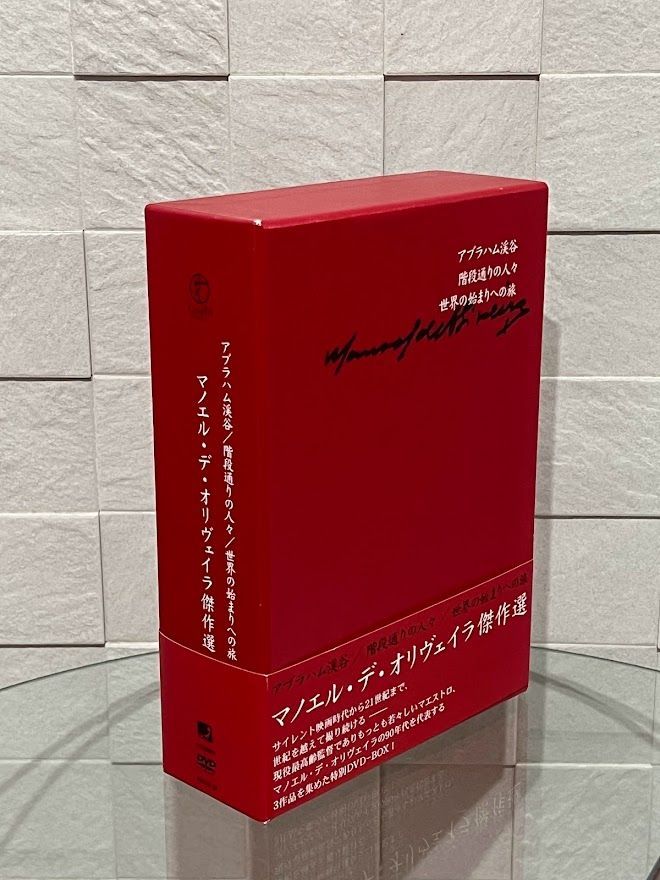 アブラハム渓谷
階段通りの人々
世界の始まりへの旅
アブラハム渓谷/階段通りの人々/世界の始まりへの旅
マノエル・デ・オリヴェイラ傑作選
アブラハム渓谷/階段通りの人々/世界の始まりへの旅
マノエル・デ・オリヴェイラ傑作選
サイレント映画時代から21世紀まで、
世紀を越えて撮り続ける——
現役最高齢監督でありもっとも若々しいマエストロ、
マノエル・デ・オリヴェイラの90年代を代表する
3作品を集めた特別DVD-BOX!
DVD